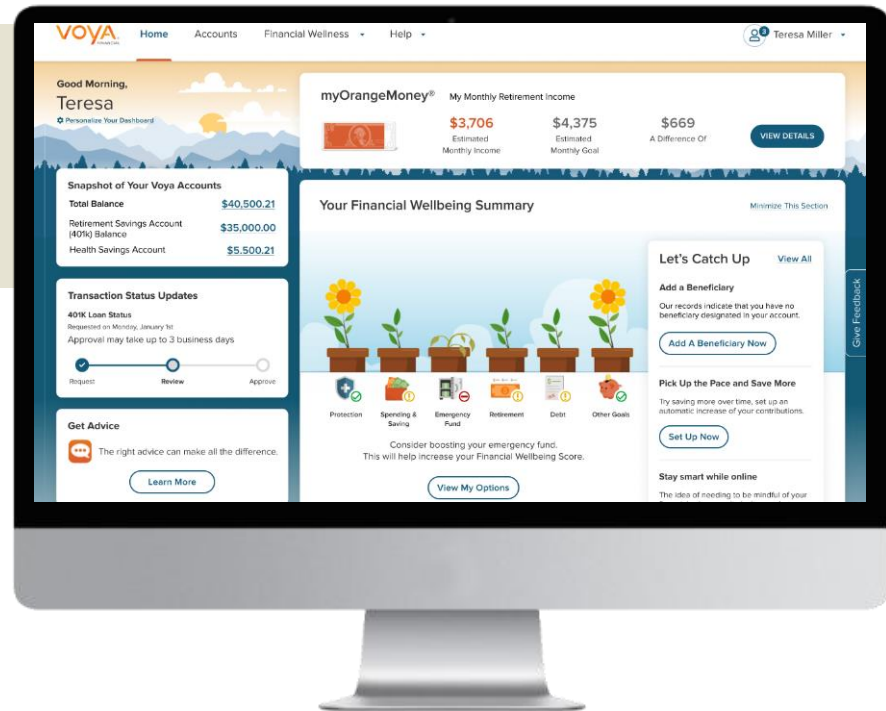 VOYA
Home
Accounts
Financial Wellness
Help
3
Teresa Miller
Good Morning,
Teresa
Personalize Your Dashboard
myOrangeMoney® My Monthly Retirement Income
$3,706
Estimated
Monthly Income
$4,375
Estimated
Monthly Goal
$669
A Difference Of
VIEW DETAILS
Snapshot of Your Voya Accounts
Total Balance $40,500.21
Retirement Savings Account
(401k) Balance
$35,000.00
Health Savings Account $5.500.21
Transaction Status Updates
401K Loan Status
Requested on Monday, January 1st
Approval may take up to 3 business days
Request Review Approve
Get Advice
The right advice can make all the difference.
Learn More
Your Financial Wellbeing Summary
Minimize This Section
Protection
Spending &
Saving
Emergency
Fund
Retirement
Debt
Other Goals
Consider boosting your emergency fund.
This will help increase your Financial Wellbeing Score.
View My Options
Let's Catch Up View All
Add a Beneficiary
Our records indicate that you have no
beneficiary designated in your account.
Add A Beneficiary Now
Pick Up the Pace and Save More
Try saving more over time, set up an
automatic increase of your contributions.
Set Up Now
Stay smart while online
The idea of needing to be mindful of your
Give Feedback